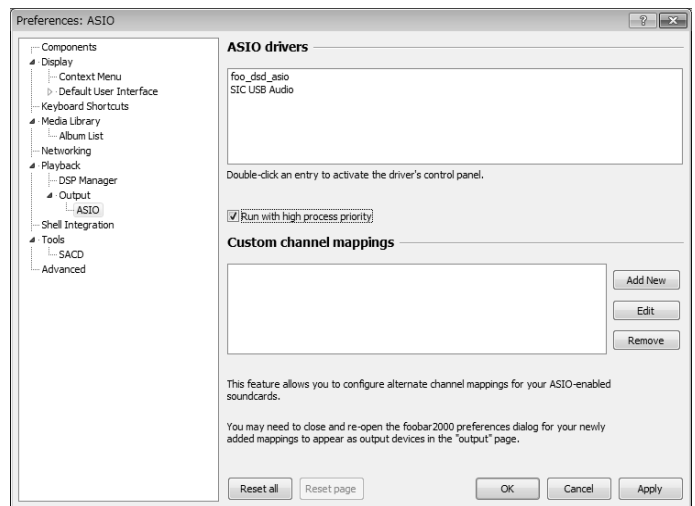 Preferences: ASIO
Components
Display
Context Menu
Default User Interface
Keyboard Shortcuts
Media Library
Album List
Networking
Playback
DSP Manager
Output
ASIO
Shell Integration
Tools
SACD
Advanced
ASIO drivers
foo_dsd_asio
SIC USB Audio
Double-click an entry to activate the driver's control panel.
Run with high process priority
Custom channel mappings
Add New
Edit
Remove
This feature allows you to configure alternate channel mappings for your ASIO-enabled
soundcards.
You may need to close and re-open the foobar2000 preferences dialog for your newly
added mappings to appear as output devices in the "output" page.
Reset all
Reset page
OK
Cancel
Apply